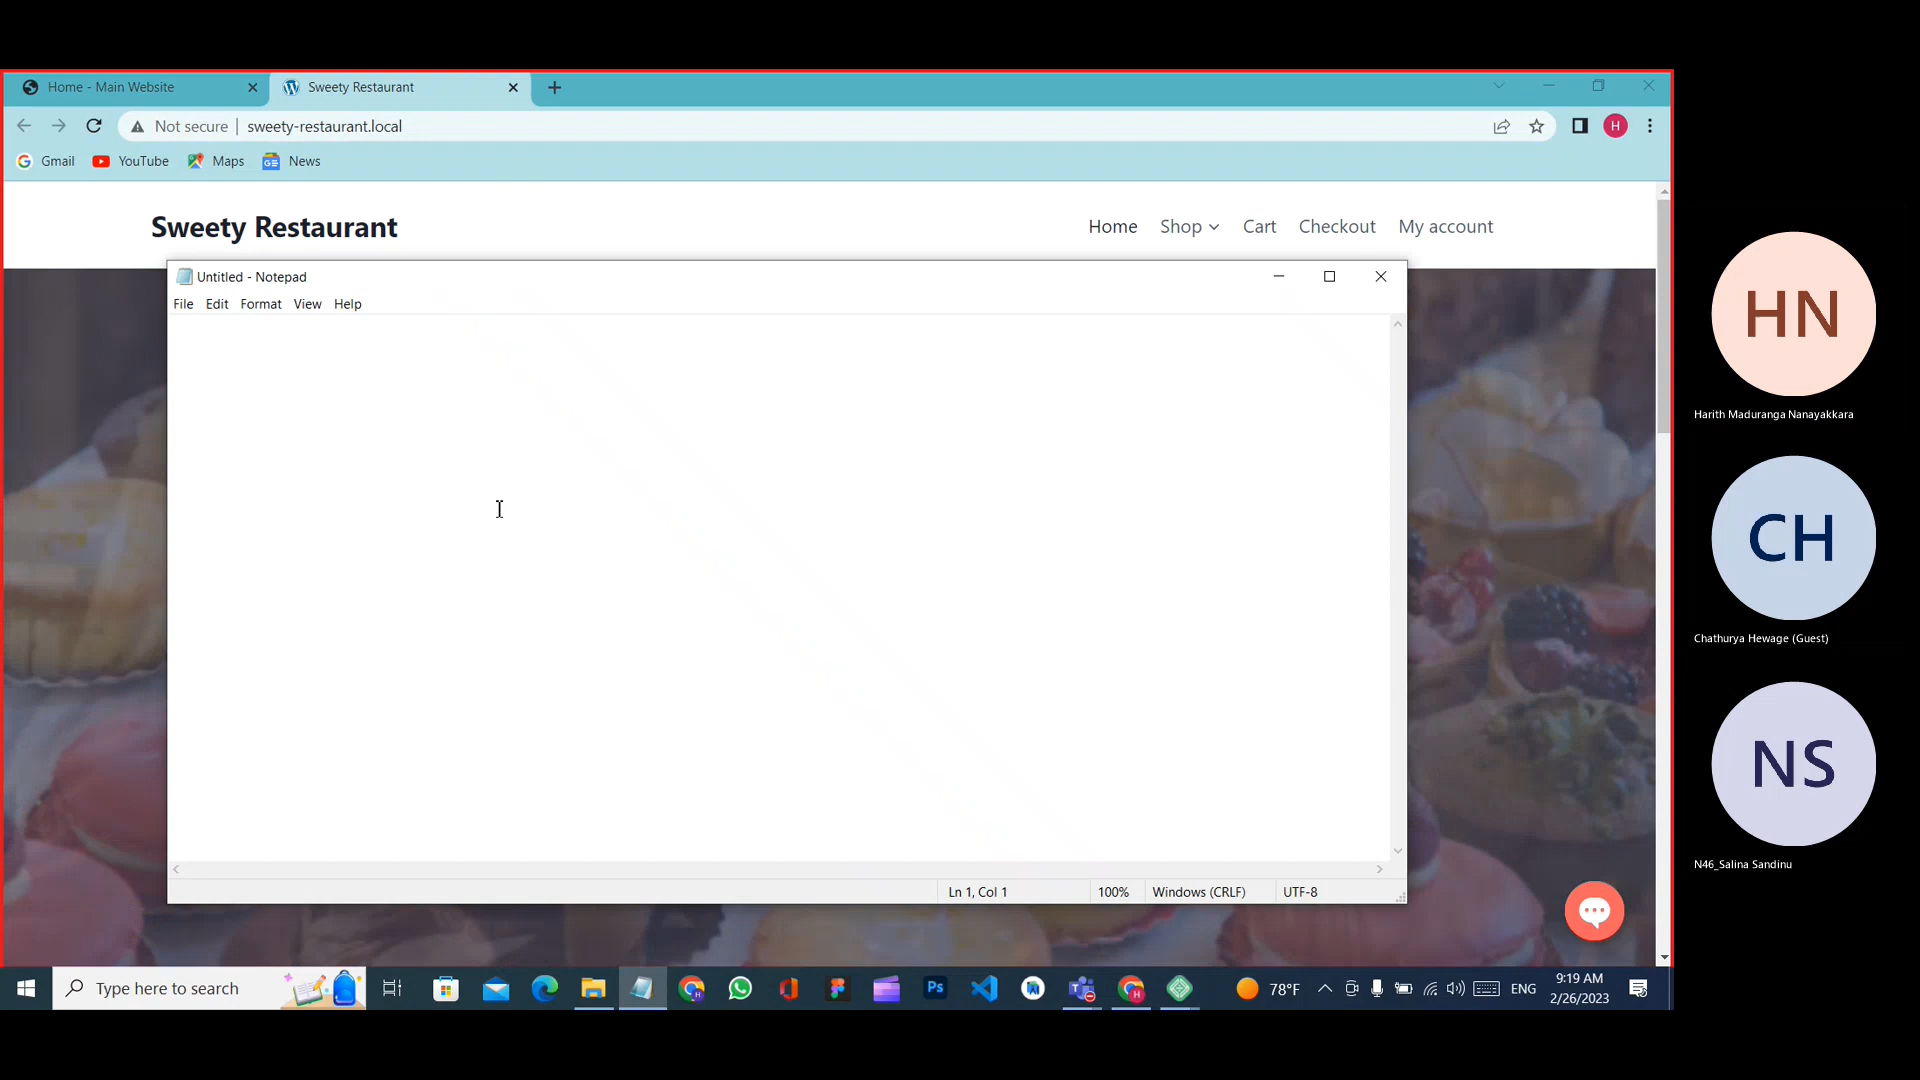 Home - Main Website
Sweety Restaurant
Not secure
sweety-restaurant.local
H
Gmail
YouTube
Maps
News
Sweety Restaurant
Home
Shop
Cart
Checkout
My account
Untitled - Notepad
File
Edit
Format
View
Help
Ln 1, Col 1
100%
Windows (CRLF)
UTF-8
HN
Harith Maduranga Nanayakkara
CH
Chathurya Hewage (Guest)
NS
N46_Salina Sandinu
Type here to search
Ps
78°F
ENG
9:19 AM
2/26/2023